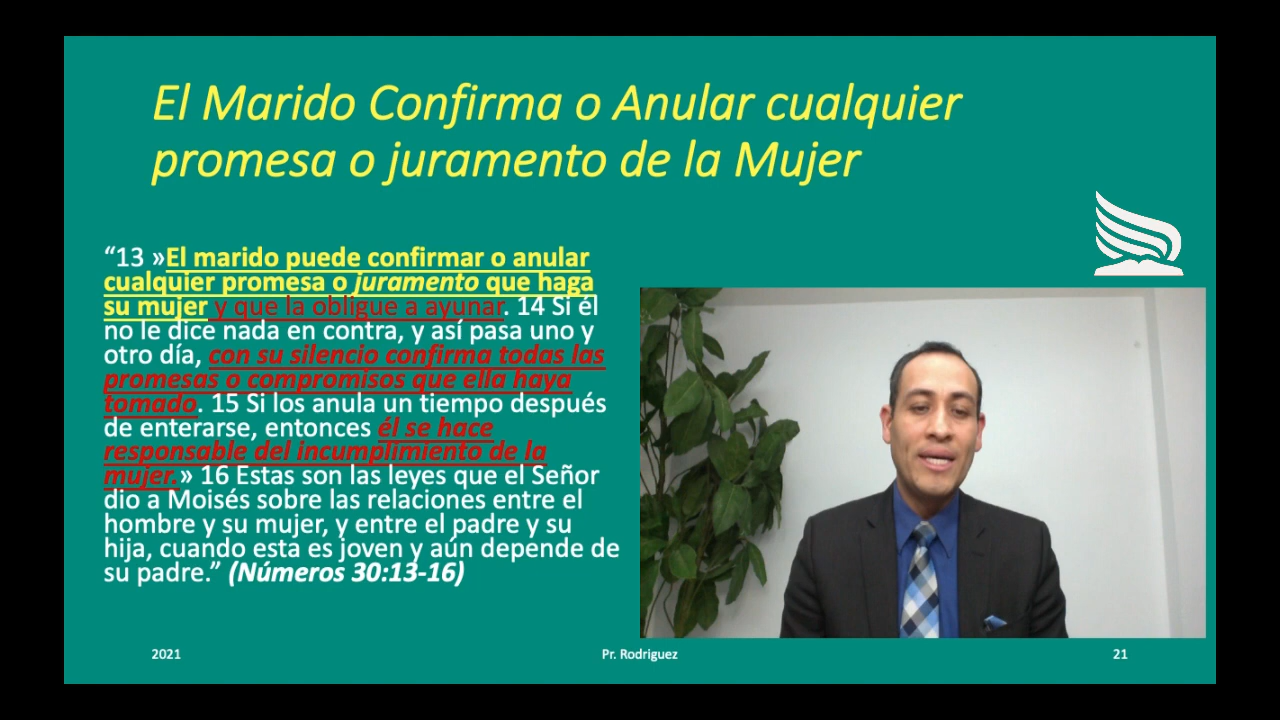 El Marido Confirma o Anular cualquier
promesa o juramento de la Mujer
“13 »El marido puede confirmar o anular
cualquier promesa o juramento que haga
su mujer y que la obligue a ayunar. 14 Si él
no le dice nada en contra, y así pasa uno y
otro día, con su silencio confirma todas las
promesas o compromisos que ella haya
tomado. 15 Si los anula un tiempo después
de enterarse, entonces él se hace
responsable del incumplimiento de la
mujer.» 16 Estas son las leyes que el Señor
dio a Moisés sobre las relaciones entre el
hombre y su mujer, y entre el padre y su
hija, cuando esta es joven y aún depende de
su padre.” (Números 30:13-16)
2021
Pr. Rodriguez
21